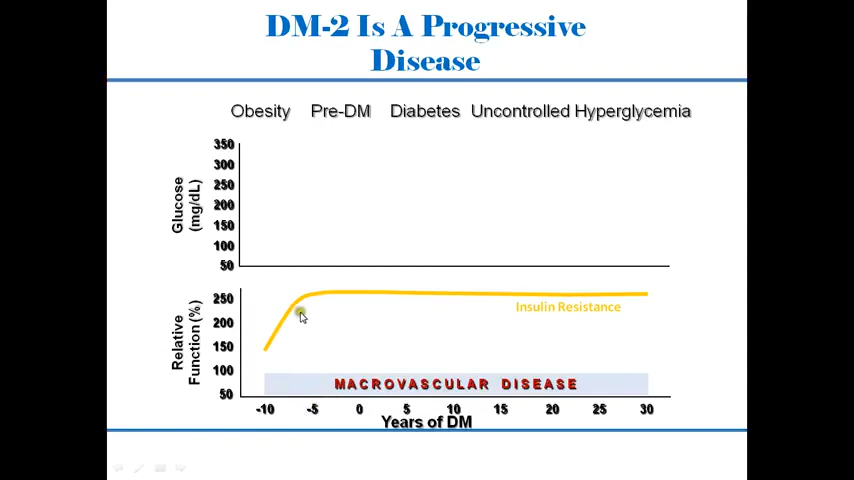 DM-2 Is A Progressive
Disease
Obesity Pre-DM Diabetes Uncontrolled Hyperglycemia
Glucose
(mg/dL)
350
300
250
200
150
100
50
Relative
Function (%)
250
200
150
100
50
Insulin Resistance
MACROVASCULAR DISEASE
-10 -5 0 5 10 15 20 25 30
Years of DM